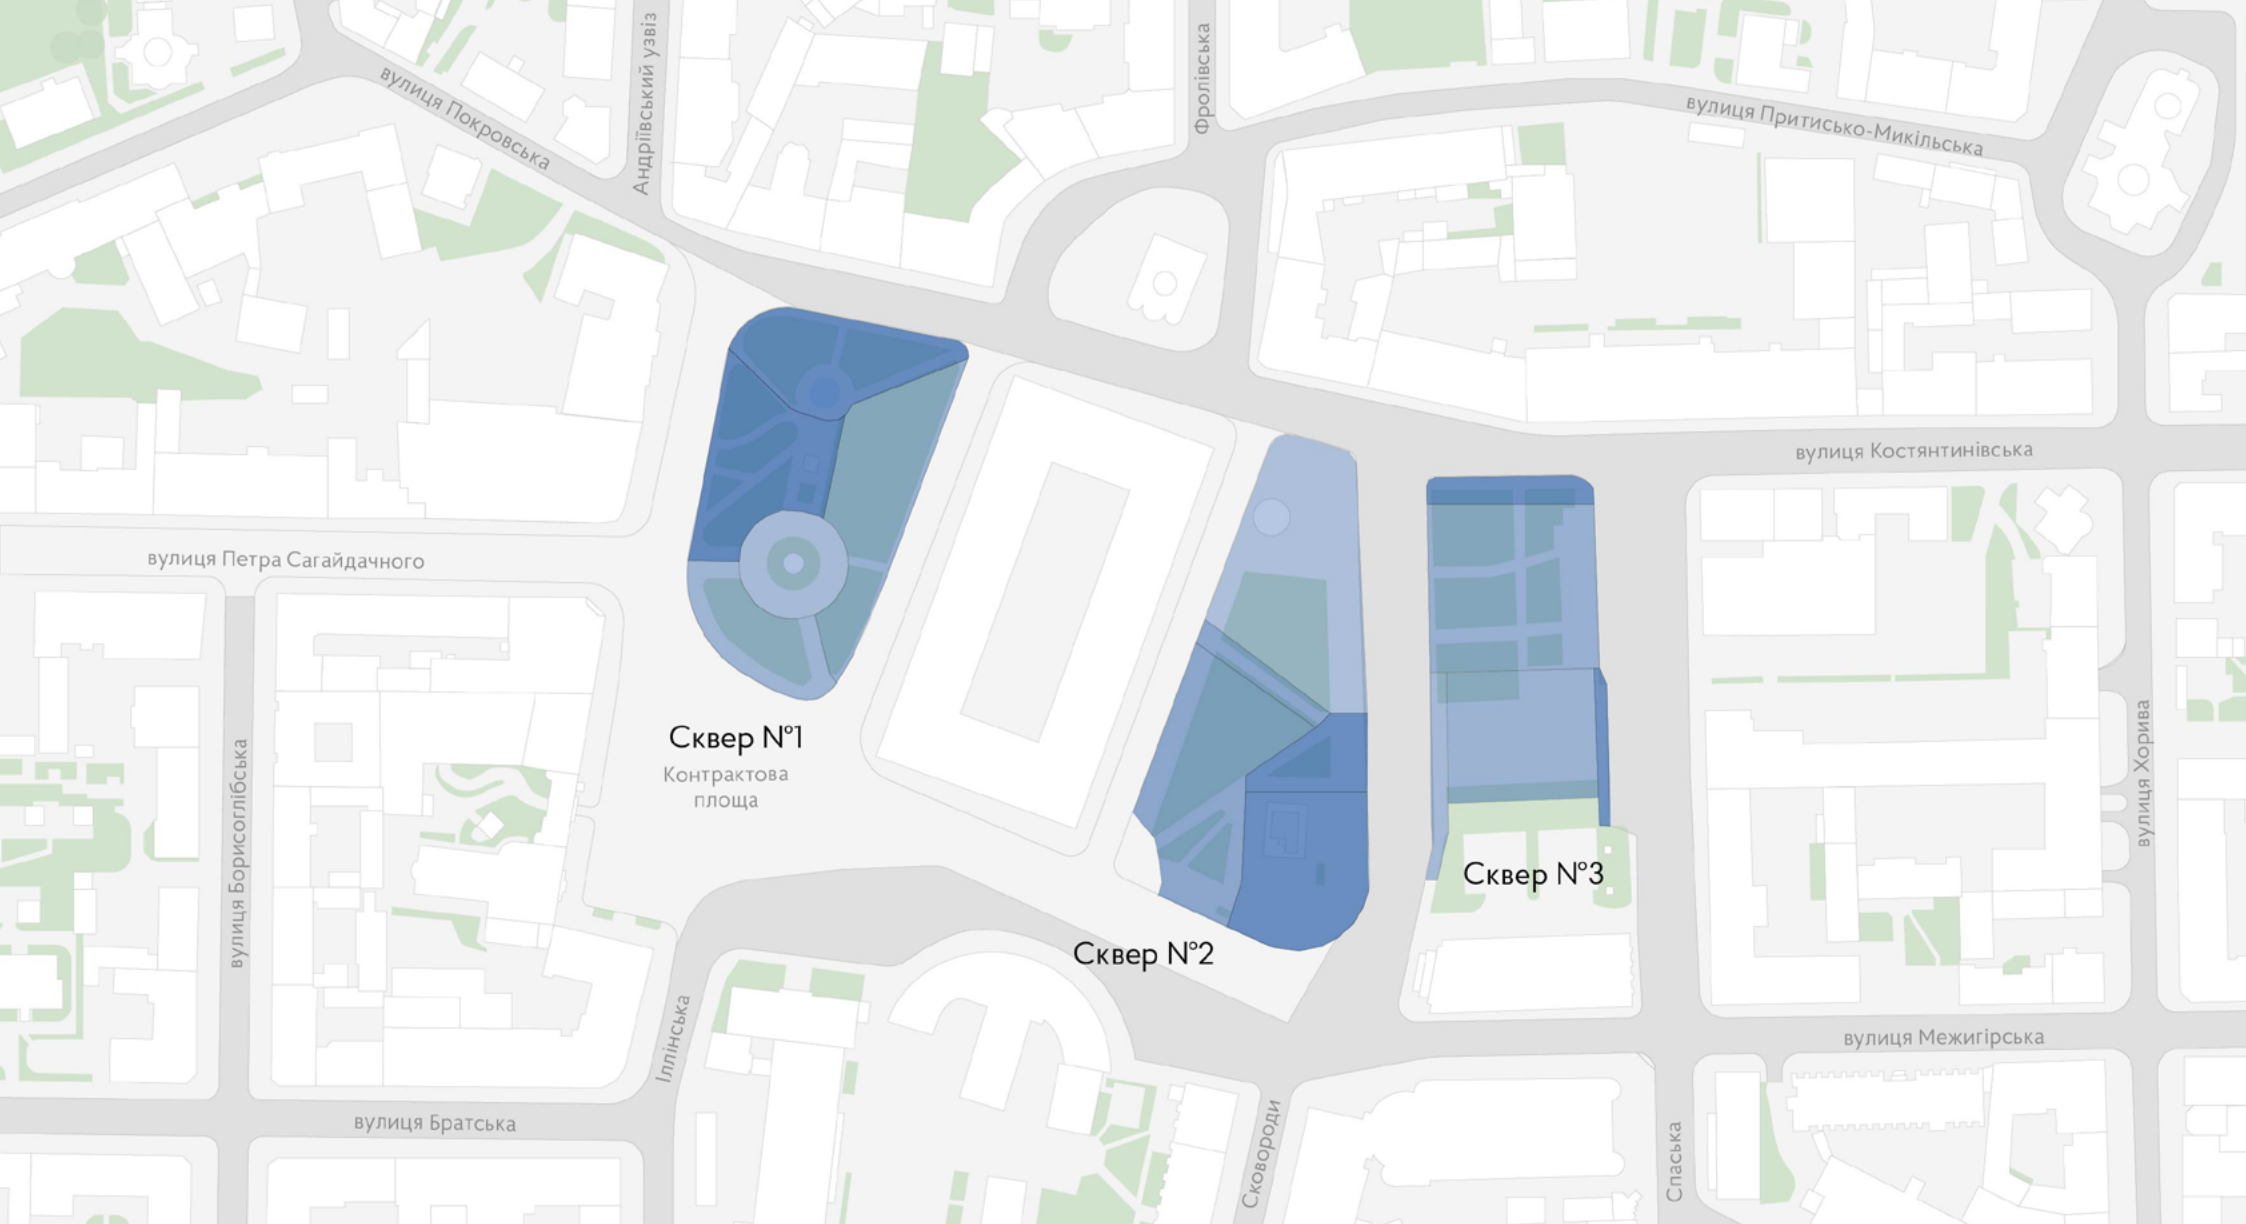 вулиця Покровська
Андріївський узвіз
Фролівська
вулиця Притисько-Микільська
вулиця Костянтинівська
вулиця Петра Сагайдачного
Сквер №1
Контрактова
площа
вулиця Борисоглібська
вулиця Хорива
Сквер №3
Сквер №2
Іллінська
вулиця Межигірська
вулиця Братська
Сковороди
Спаська